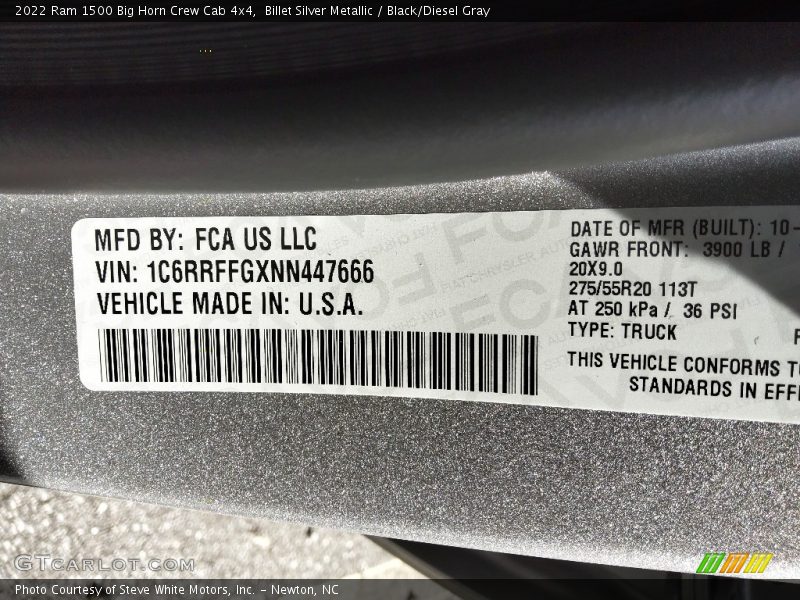 2022 Ram 1500 Big Horn Crew Cab 4x4,  Billet Silver Metallic / Black/Diesel Gray
MFD BY: FCA US LLC
VIN: 1C6RRFFGXNN447666
VEHICLE MADE IN: U.S.A.
DATE OF MFR (BUILT): 10-
GAWR FRONT: 3900 LB /
20X9.0
275/55R20 113T
AT 250 kPa / 36 PSI
TYPE: TRUCK
THIS VEHICLE CONFORMS T
STANDARDS IN EFF
GTCarLot.com
Photo Courtesy of Steve White Motors, Inc. - Newton, NC